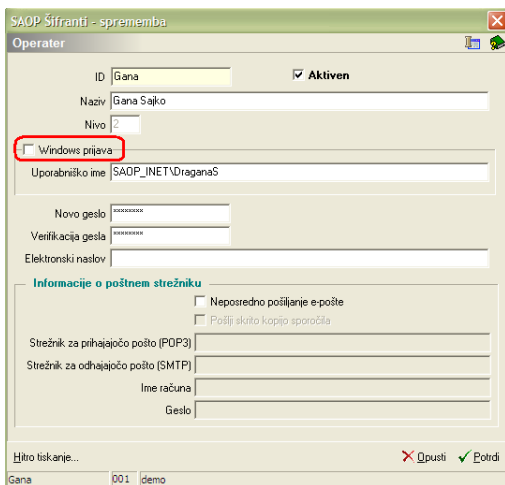 SAOP Šifranti - sprememba
Operater
ID Gana Aktiven
Naziv Gana Sajko
Nivo 2
Windows prijava
Uporabniško ime SAOP_INET\DraganaS
Novo geslo ********
Verifikacija gesla ********
Elektronski naslov
Informacije o poštnem strežniku
Neposredno pošiljanje e-pošte
Pošlji skrito kopijo sporočila
Strežnik za prihajajočo pošto (POP3)
Strežnik za odhajajočo pošto (SMTP)
Ime računa
Geslo
Hitro tiskanje... Opusti Potrdi
Gana 001 demo